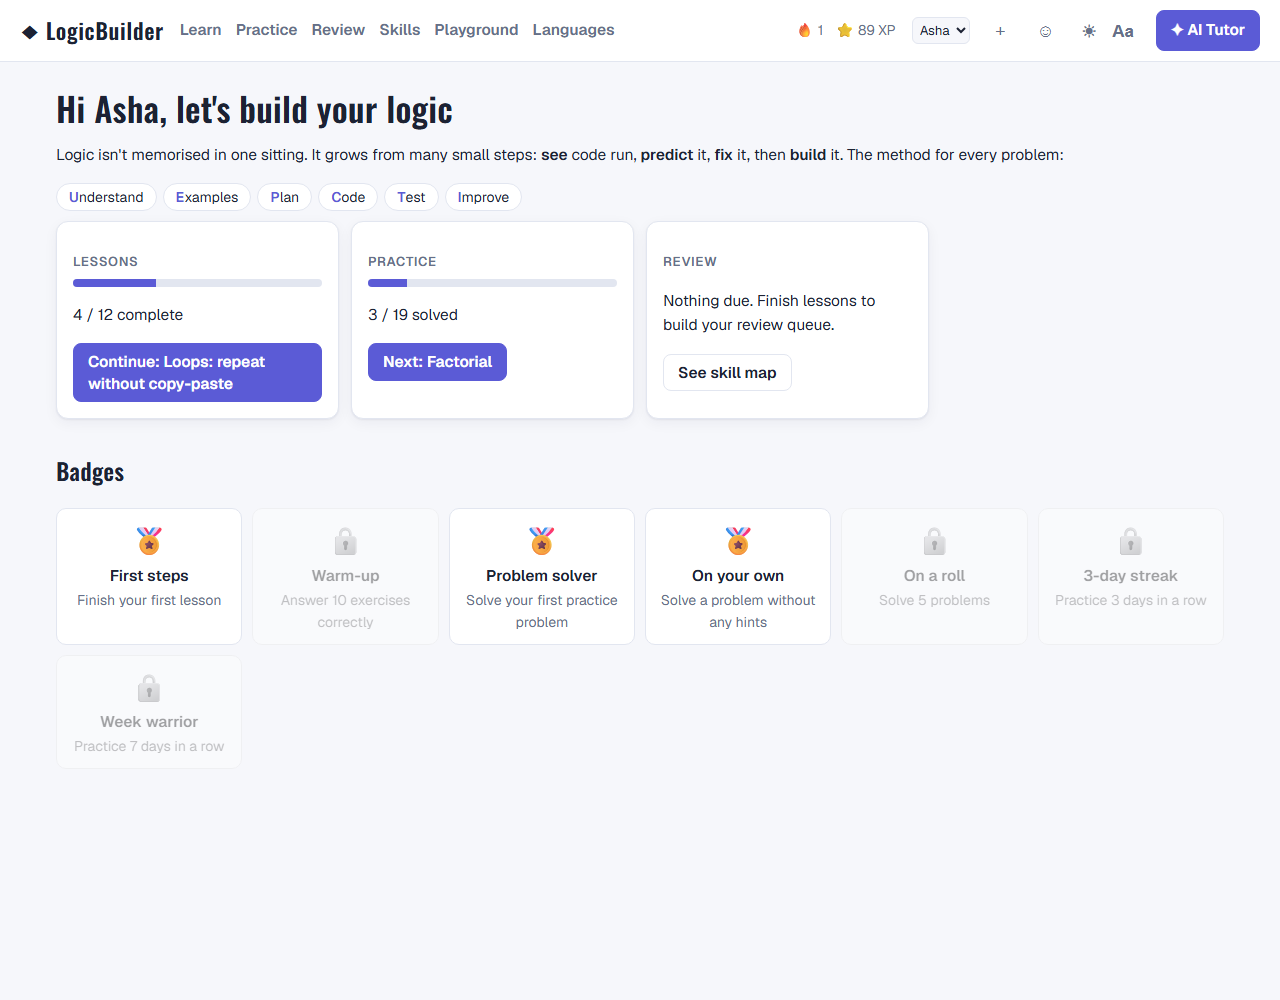 ◆ LogicBuilder Learn Practice Review Skills Playground Languages 🔥 1 ⭐ 89 XP Asha + ☺ ☀ Aa ✦ AI Tutor
Hi Asha, let's build your logic
Logic isn't memorised in one sitting. It grows from many small steps: see code run, predict it, fix it, then build it. The method for every problem:
Understand Examples Plan Code Test Improve
LESSONS
4 / 12 complete
Continue: Loops: repeat
without copy-paste
PRACTICE
3 / 19 solved
Next: Factorial
REVIEW
Nothing due. Finish lessons to
build your review queue.
See skill map
Badges
First steps
Finish your first lesson
Warm-up
Answer 10 exercises
correctly
Problem solver
Solve your first practice
problem
On your own
Solve a problem without
any hints
On a roll
Solve 5 problems
3-day streak
Practice 3 days in a row
Week warrior
Practice 7 days in a row